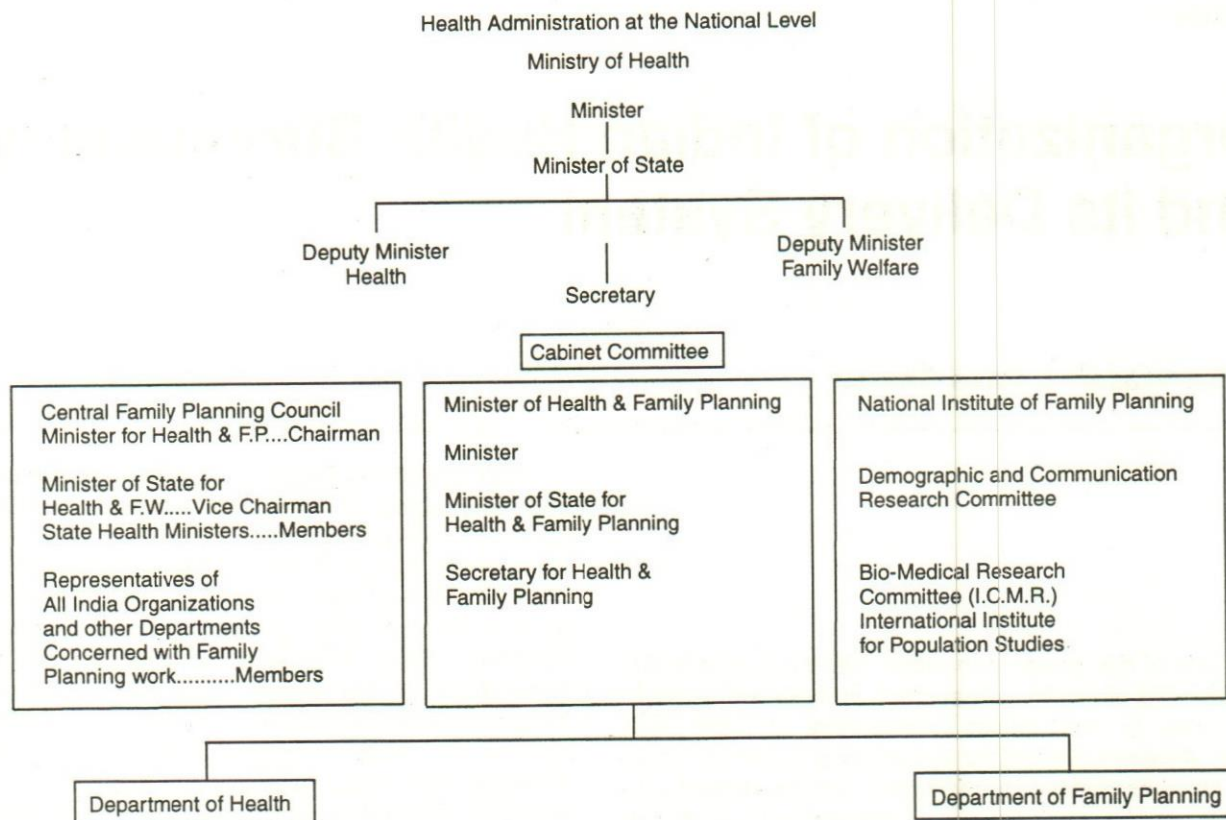 Health Administration at the National Level
Ministry of Health
Minister
Minister of State
Deputy Minister
Health
Deputy Minister
Family Welfare
Secretary
Cabinet Committee
Central Family Planning Council
Minister for Health & F.P....Chairman
Minister of State for
Health & F.W.....Vice Chairman
State Health Ministers.....Members
Representatives of
All India Organizations
and other Departments
Concerned with Family
Planning work..........Members
Minister of Health & Family Planning
Minister
Minister of State for
Health & Family Planning
Secretary for Health &
Family Planning
National Institute of Family Planning
Demographic and Communication
Research Committee
Bio-Medical Research
Committee (I.C.M.R.)
International Institute
for Population Studies
Department of Health
Department of Family Planning